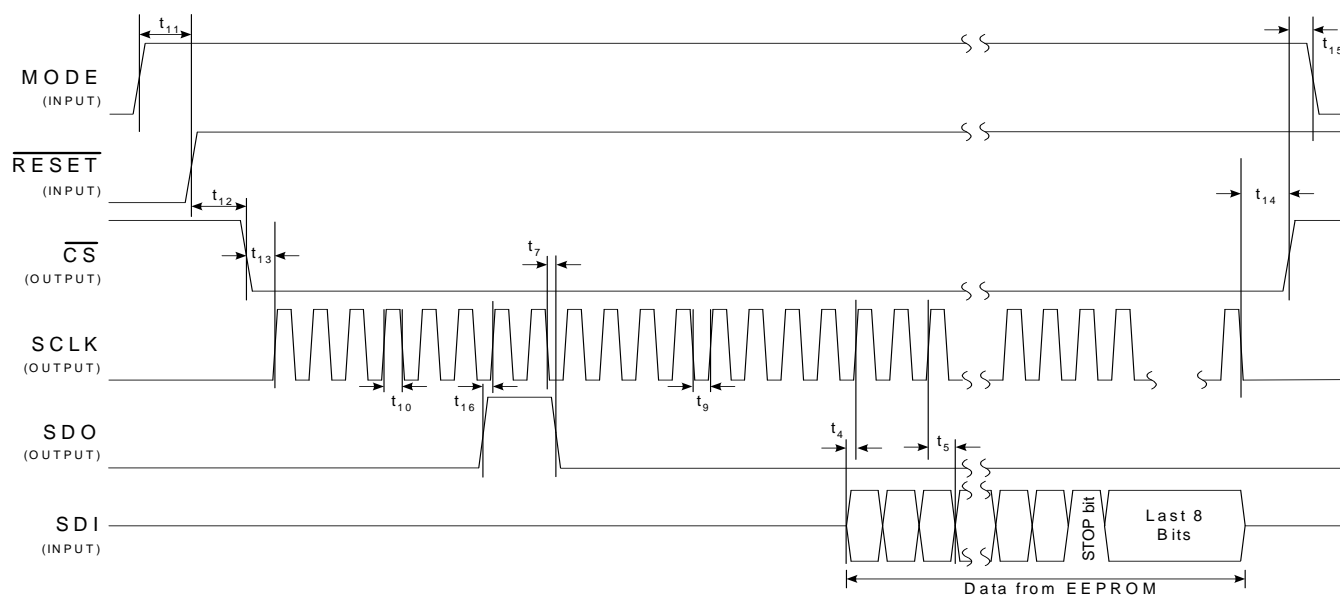 t11
t15
MODE
(INPUT)
RESET
(INPUT)
t12
t14
CS
(OUTPUT)
t13
t7
SCLK
(OUTPUT)
t10
t16
t9
SDO
(OUTPUT)
t4
t5
SDI
(INPUT)
STOP bit
Last 8
Bits
Data from EEPROM